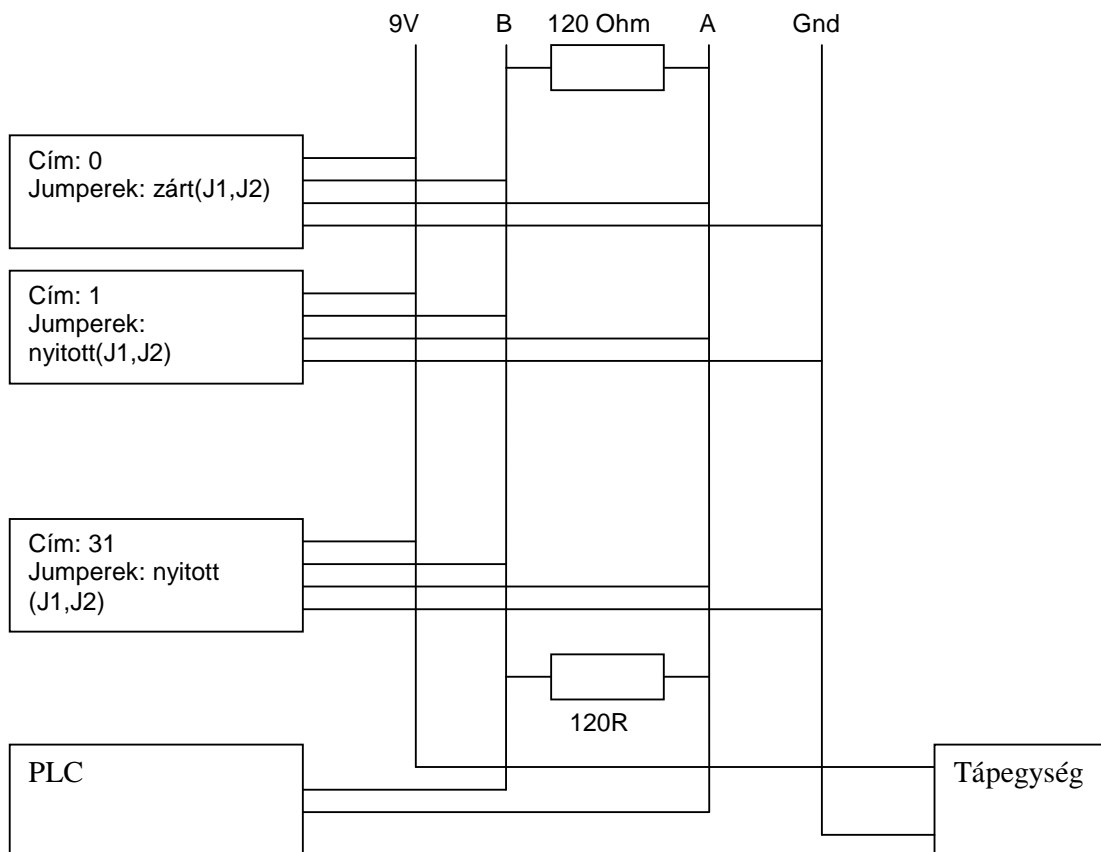 9V B 120 Ohm A Gnd
Cím: 0
Jumperek: zárt(J1,J2)
Cím: 1
Jumperek:
nyitott(J1,J2)
Cím: 31
Jumperek: nyitott
(J1,J2)
120R
PLC
Tápegység